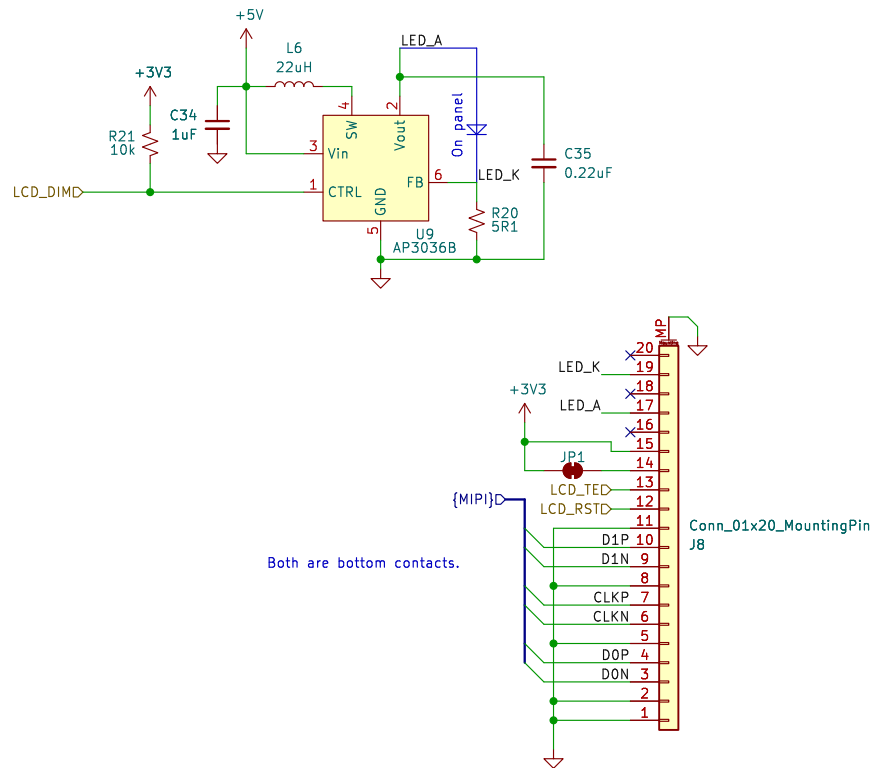 +5V
LED_A
L6
22uH
+3V3
4
2
C34
1uF
SW
Vout
On panel
R21
10k
3
Vin
C35
0.22uF
LCD_DIM
1
CTRL
FB
6
LED_K
GND
5
R20
5R1
U9
AP3036B
MP
20
LED_K
19
+3V3
18
LED_A
17
16
15
JP1
14
LCD_TE
13
{MIPI}
LCD_RST
12
11
Conn_01x20_MountingPin
J8
D1P
10
D1N
9
Both are bottom contacts.
8
CLKP
7
CLKN
6
5
D0P
4
D0N
3
2
1